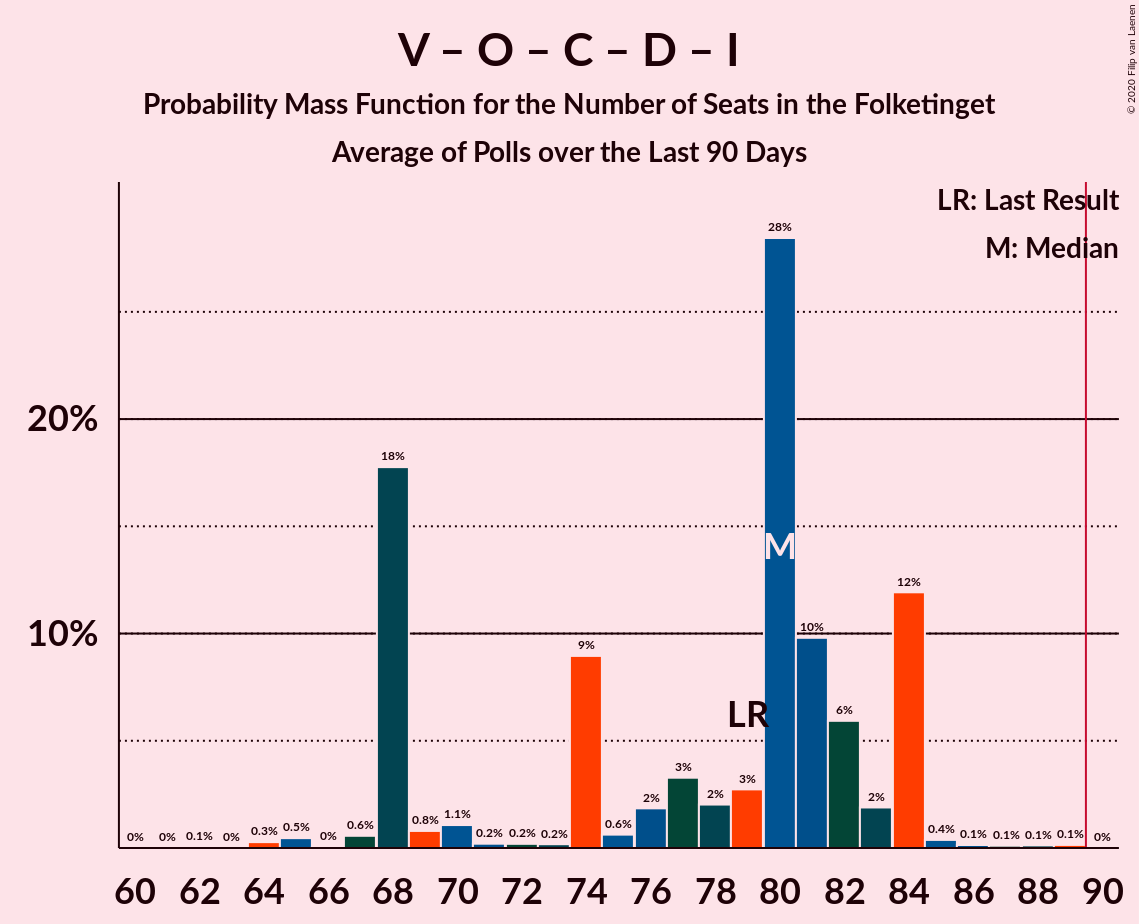 V – O – C – D – I
Probability Mass Function for the Number of Seats in the Folketinget
Average of Polls over the Last 90 Days
© 2020 Filip van Laenen
LR: Last Result
M: Median
28%
20%
18%
M
12%
10%
10%
9%
LR
6%
3%
3%
0% 0% 0.1% 0% 0.3% 0.5% 0% 0.6% 0.8% 1.1% 0.2% 0.2% 0.2% 0.6% 2% 2% 2% 0.4% 0.1% 0.1% 0.1% 0.1% 0%
60 62 64 66 68 70 72 74 76 78 80 82 84 86 88 90